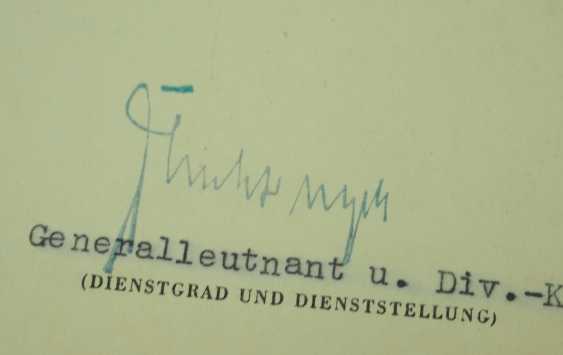 Generalleutnant u. Div.-K
(DIENSTGRAD UND DIENSTSTELLUNG)